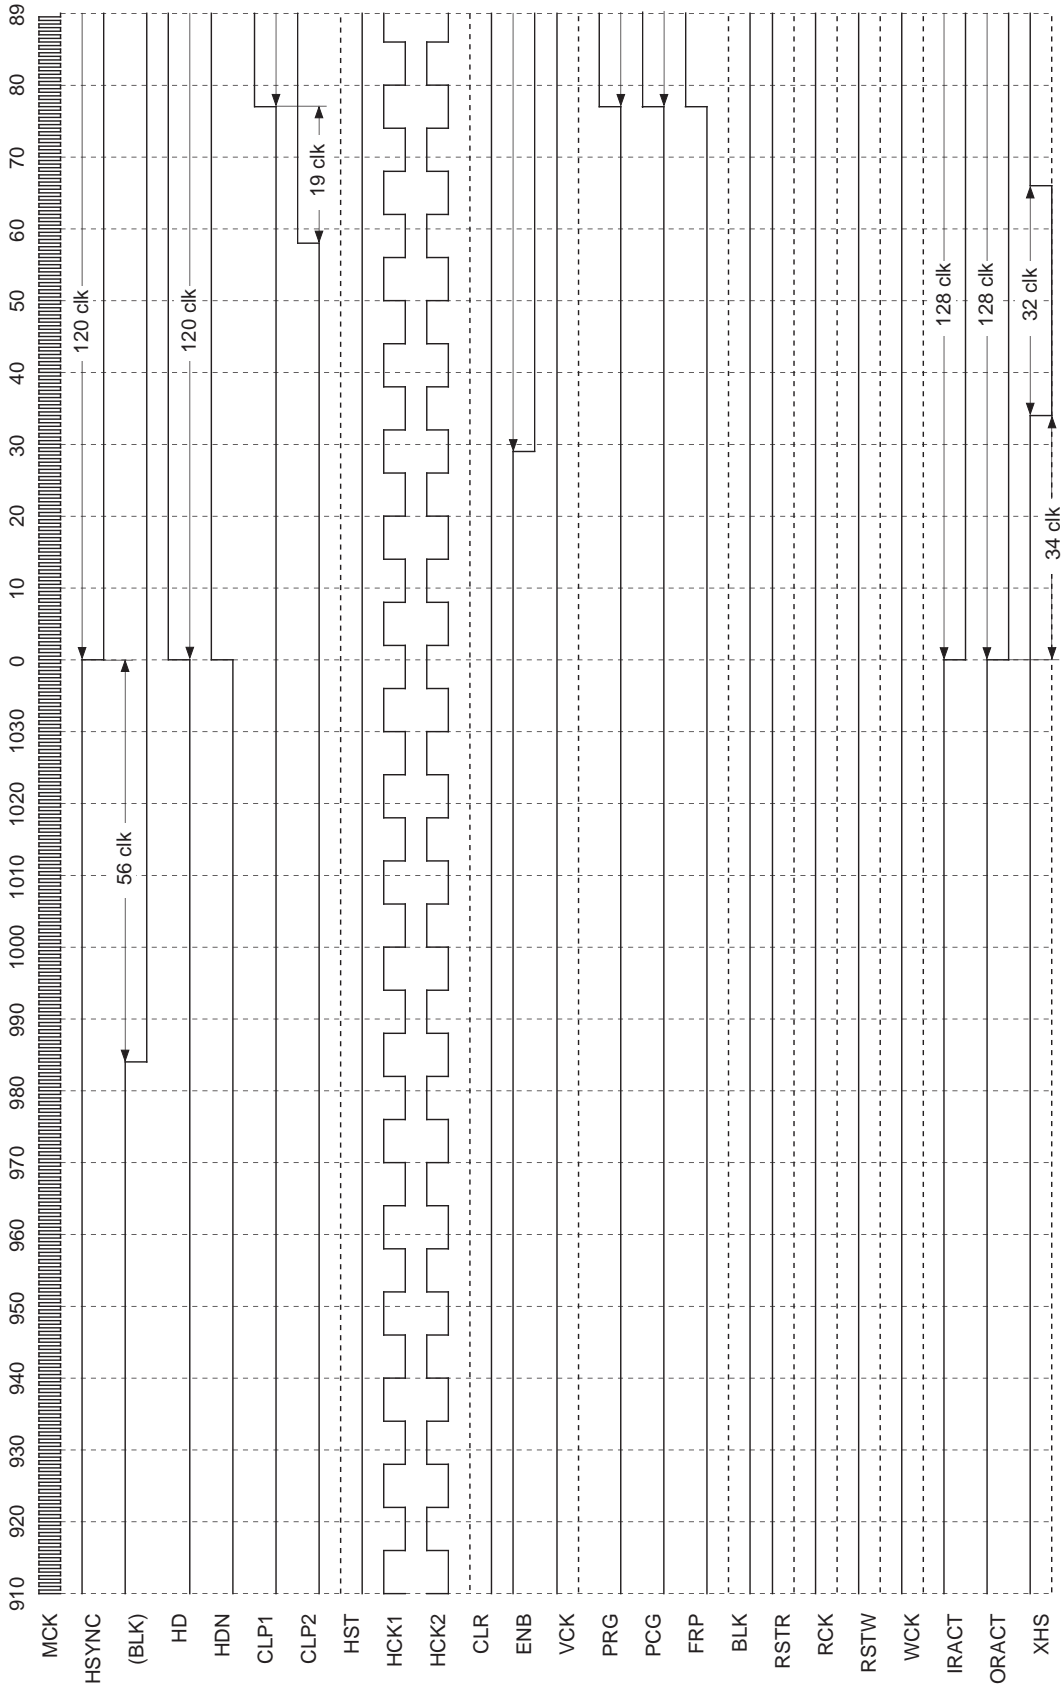 910 920 930 940 950 960 970 980 990 1000 1010 1020 1030 0 10 20 30 40 50 60 70 80 89
MCK
HSYNC 120 clk
(BLK) 56 clk
HD 120 clk
HDN
CLP1
CLP2 19 clk
HST
HCK1
HCK2
CLR
ENB
VCK
PRG
PCG
FRP
BLK
RSTR
RCK
RSTW
WCK
IRACT 128 clk
ORACT 128 clk
XHS 32 clk
34 clk